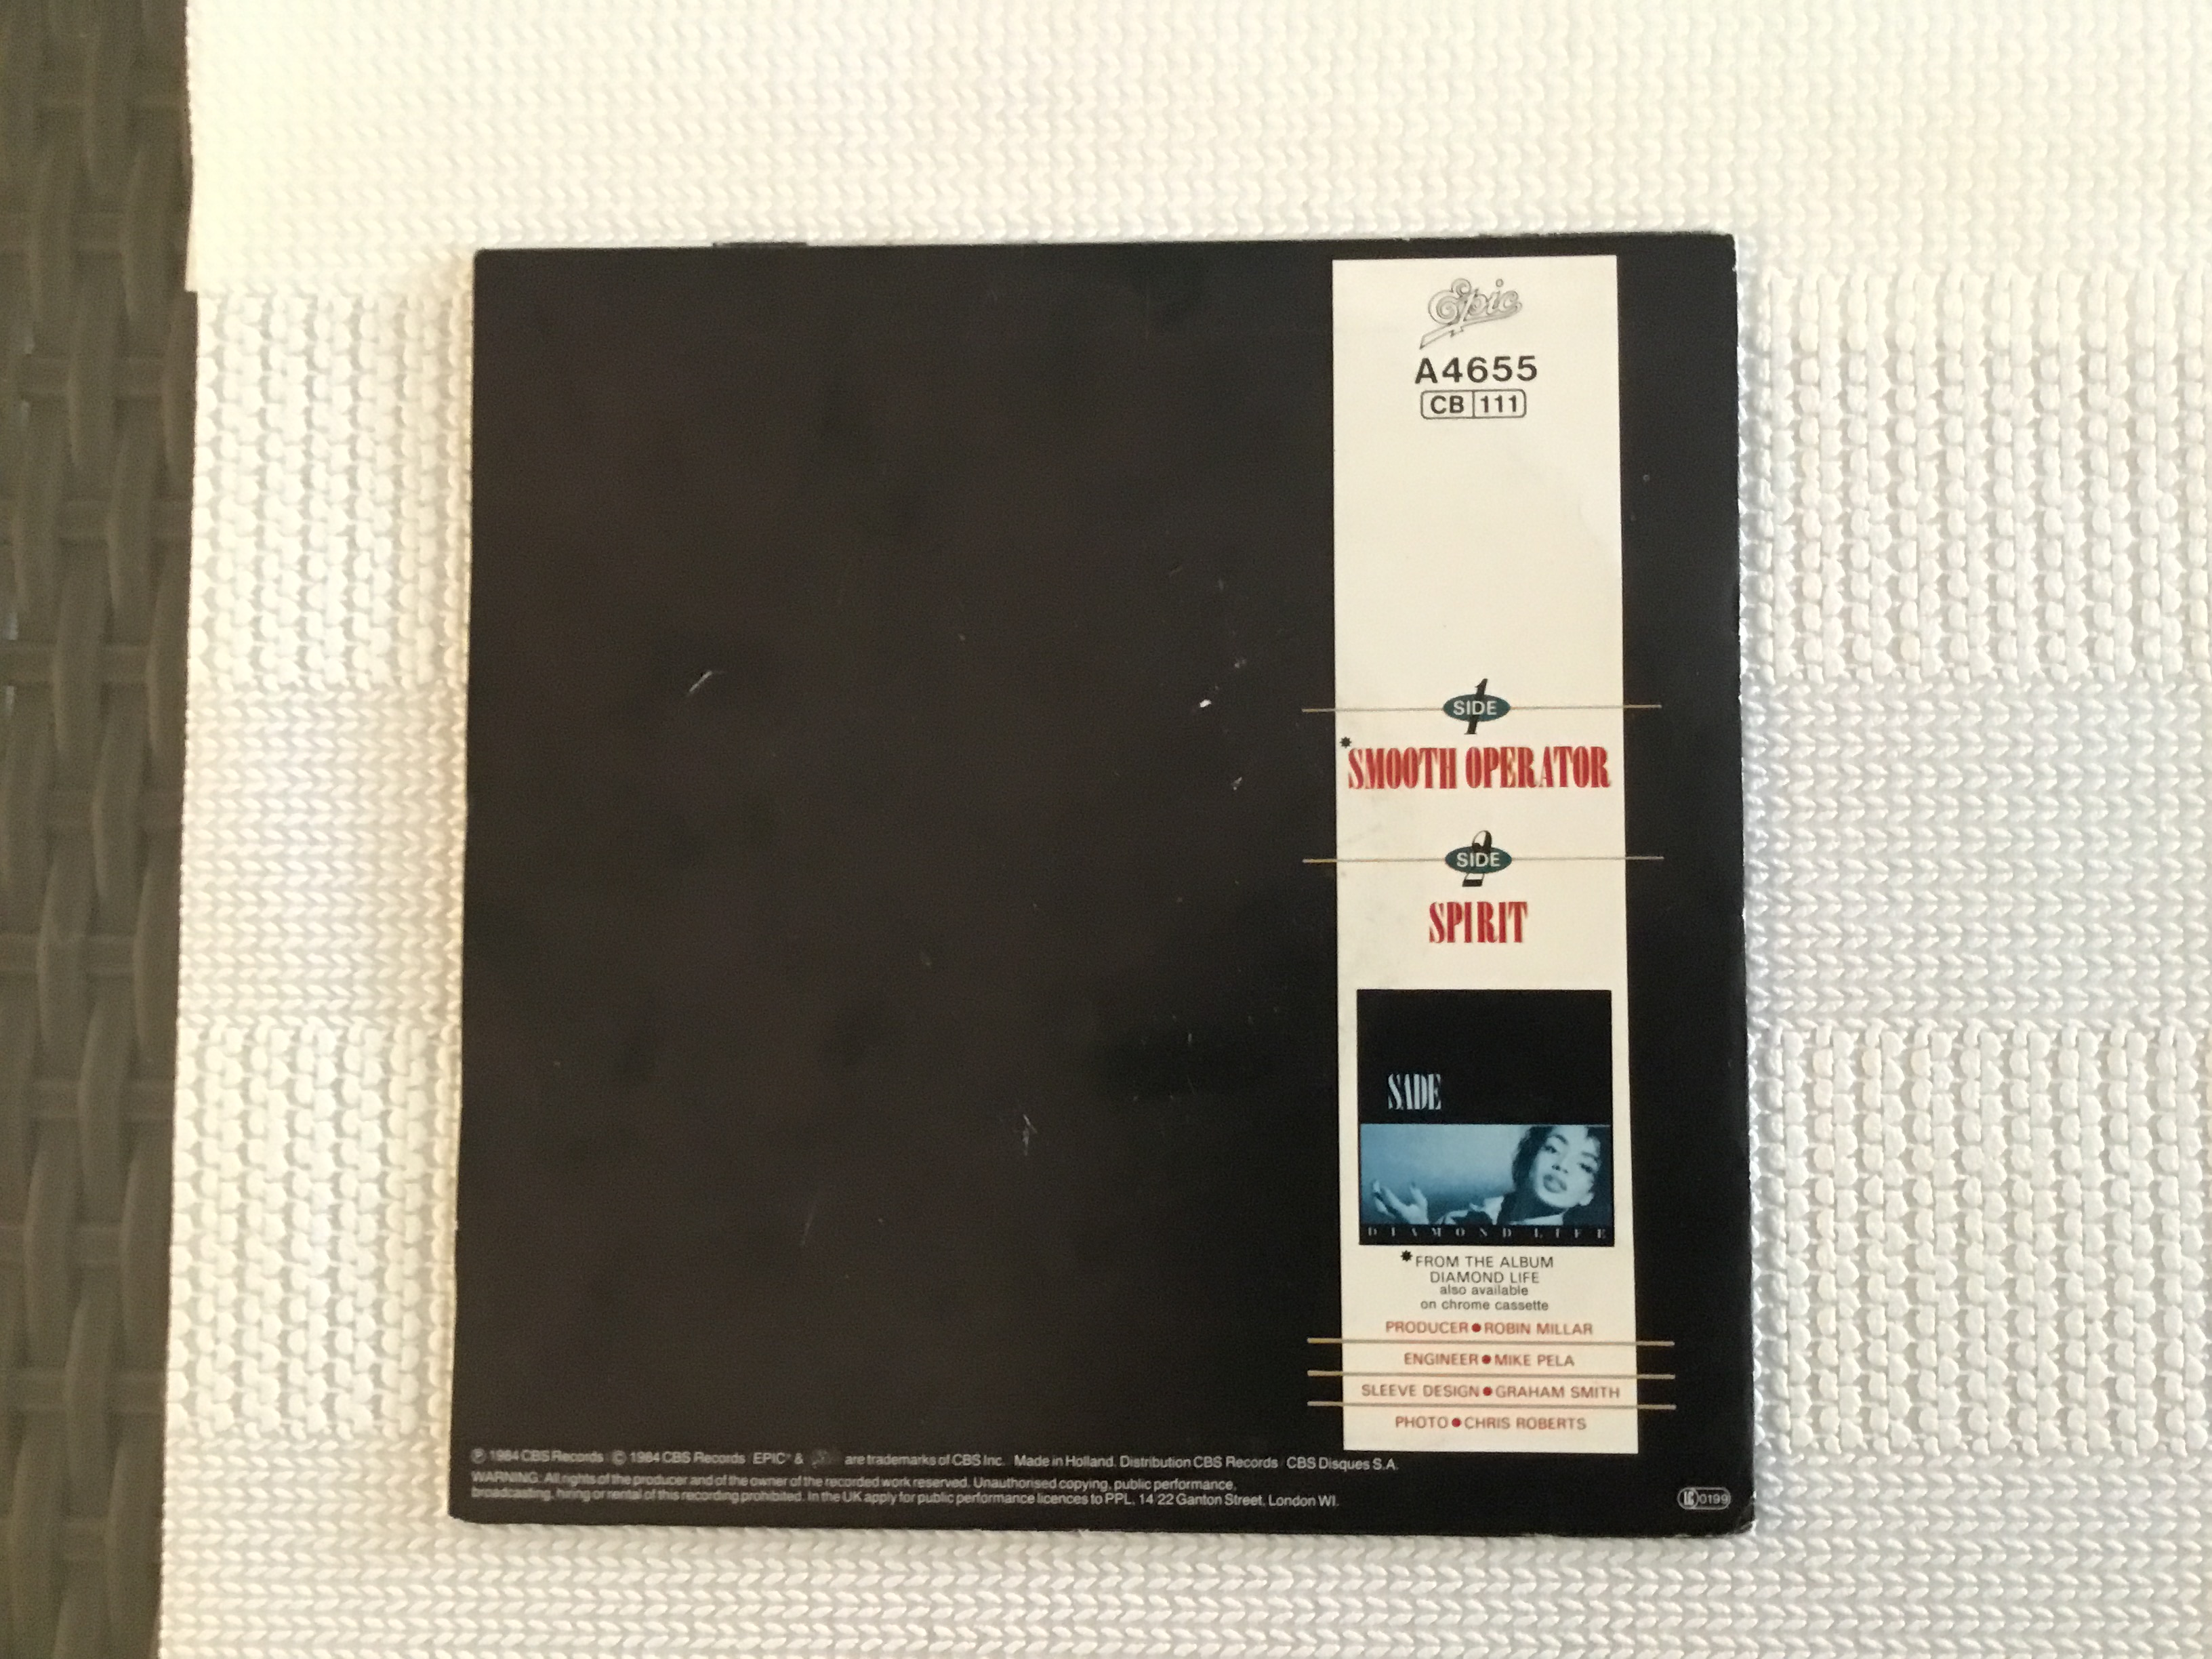 Epic
A4655
CB 111
SIDE 1
*SMOOTH OPERATOR
SIDE 2
SPIRIT
SADE
DIAMOND LIFE
*FROM THE ALBUM
DIAMOND LIFE
also available
on chrome cassette
PRODUCER●ROBIN MILLAR
ENGINEER●MIKE PELA
SLEEVE DESIGN●GRAHAM SMITH
PHOTO●CHRIS ROBERTS
℗ 1984 CBS Records © 1984 CBS Records EPIC® & are trademarks of CBS Inc. Made in Holland. Distribution CBS Records CBS Disques S.A.
WARNING: All rights of the producer and of the owner of the recorded work reserved. Unauthorised copying, public performance,
broadcasting, hiring or rental of this recording prohibited. In the UK apply for public performance licences to PPL, 14 22 Ganton Street, London WI.
LC 0199